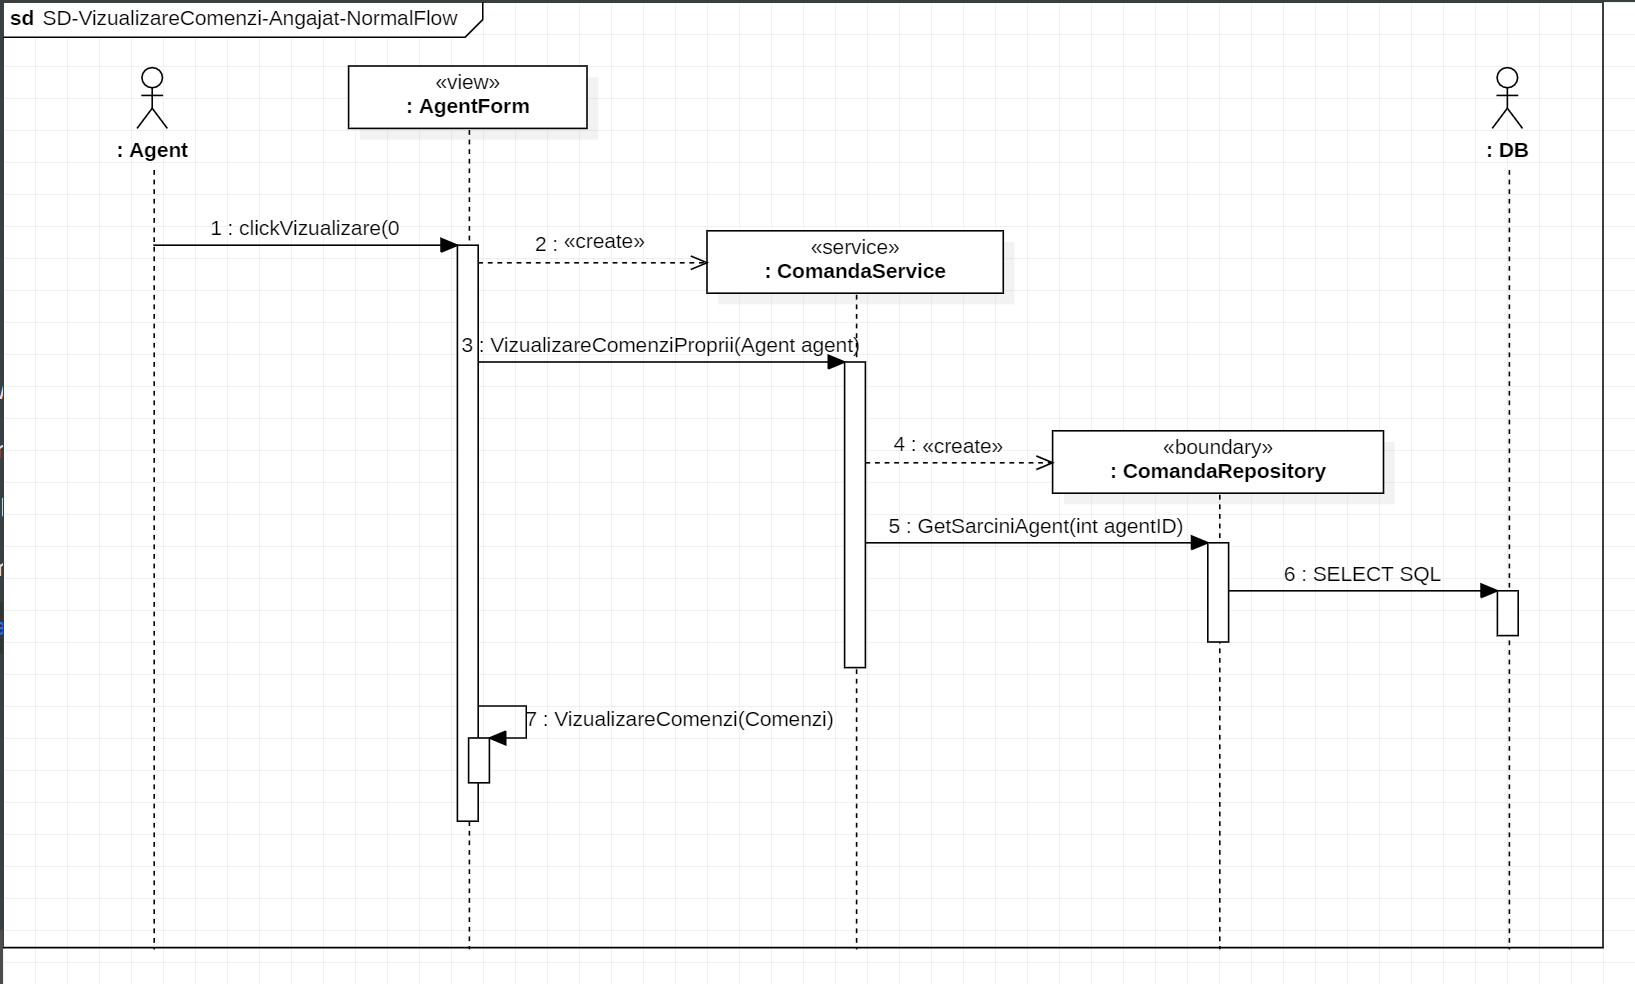 sd SD-VizualizareComenzi-Angajat-NormalFlow
«view»
: AgentForm
: Agent
: DB
1 : clickVizualizare(0
2 : «create»
«service»
: ComandaService
3 : VizualizareComenziProprii(Agent agent)
4 : «create»
«boundary»
: ComandaRepository
5 : GetSarciniAgent(int agentID)
6 : SELECT SQL
7 : VizualizareComenzi(Comenzi)